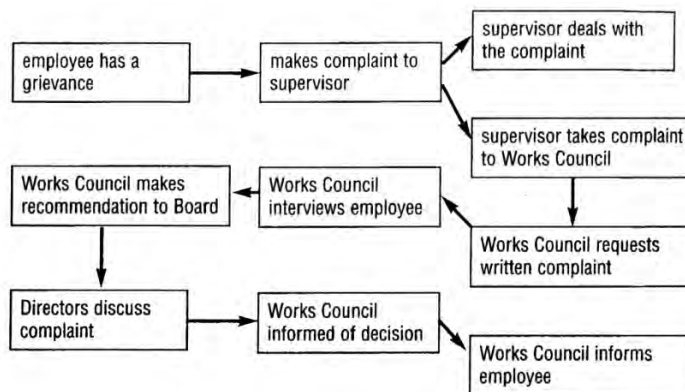 employee has a
grievance
makes complaint to
supervisor
supervisor deals with
the complaint
supervisor takes complaint
to Works Council
Works Council requests
written complaint
Works Council
interviews employee
Works Council makes
recommendation to Board
Directors discuss
complaint
Works Council
informed of decision
Works Council informs
employee